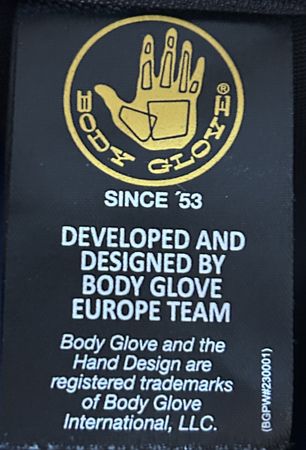 BODY GLOVE®
SINCE ´53
DEVELOPED AND
DESIGNED BY
BODY GLOVE
EUROPE TEAM
Body Glove and the
Hand Design are
registered trademarks
of Body Glove
International, LLC.
(BGPW#230001)